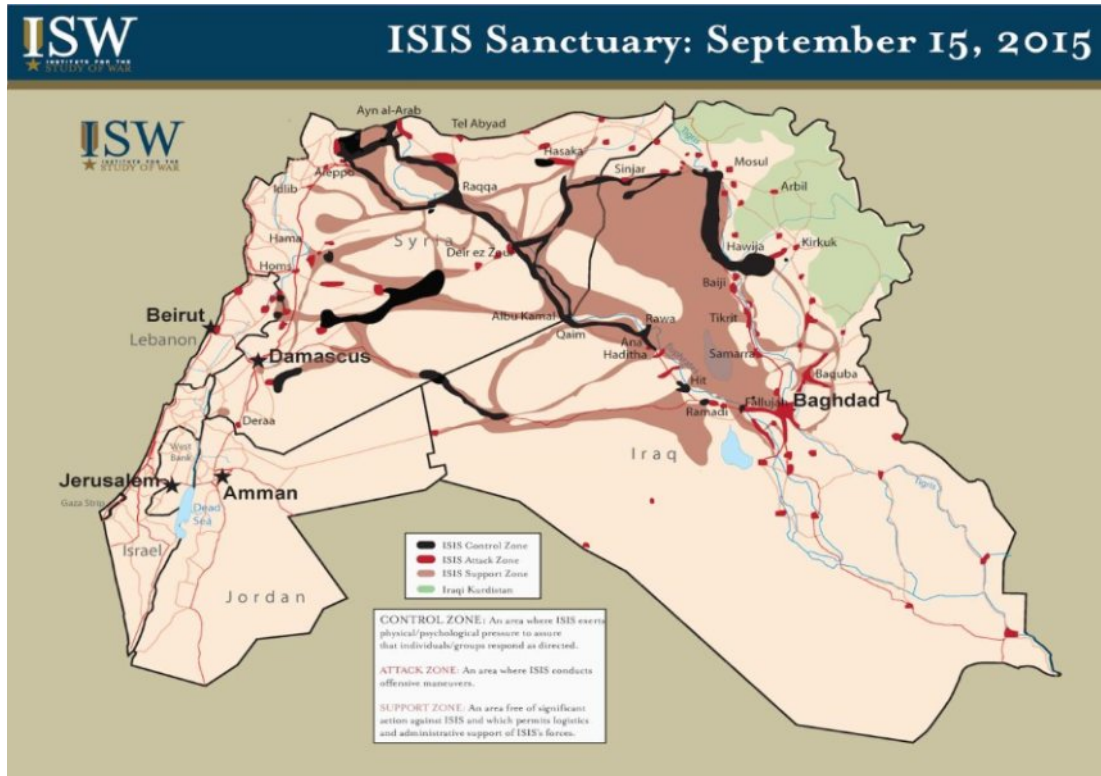 ISW
INSTITUTE FOR THE
STUDY OF WAR
ISIS Sanctuary: September 15, 2015
ISW
INSTITUTE FOR THE
STUDY OF WAR
Ayn al-Arab
Tel Abyad
Tigris
Mosul
Hasaka
Sinjar
Arbil
Aleppo
Idlib
Raqqa
Hama
Syria
Hawija
Kirkuk
Deir ez Zour
Homs
Baiji
Beirut
Lebanon
Albu Kamal
Rawa
Tikrit
Qaim
Ana
Haditha
Euphrates
Samarra
Damascus
Baquba
Hit
Fallujah
Baghdad
Ramadi
Deraa
Iraq
West
Bank
Jerusalem
Amman
Gaza Strip
Tigris
Dead
Sea
Israel
Jordan
ISIS Control Zone
ISIS Attack Zone
ISIS Support Zone
Iraqi Kurdistan
CONTROL ZONE: An area where ISIS exerts
physical/psychological pressure to assure
that individuals/groups respond as directed.
ATTACK ZONE: An area where ISIS conducts
offensive maneuvers.
SUPPORT ZONE: An area free of significant
action against ISIS and which permits logistics
and administrative support of ISIS's forces.